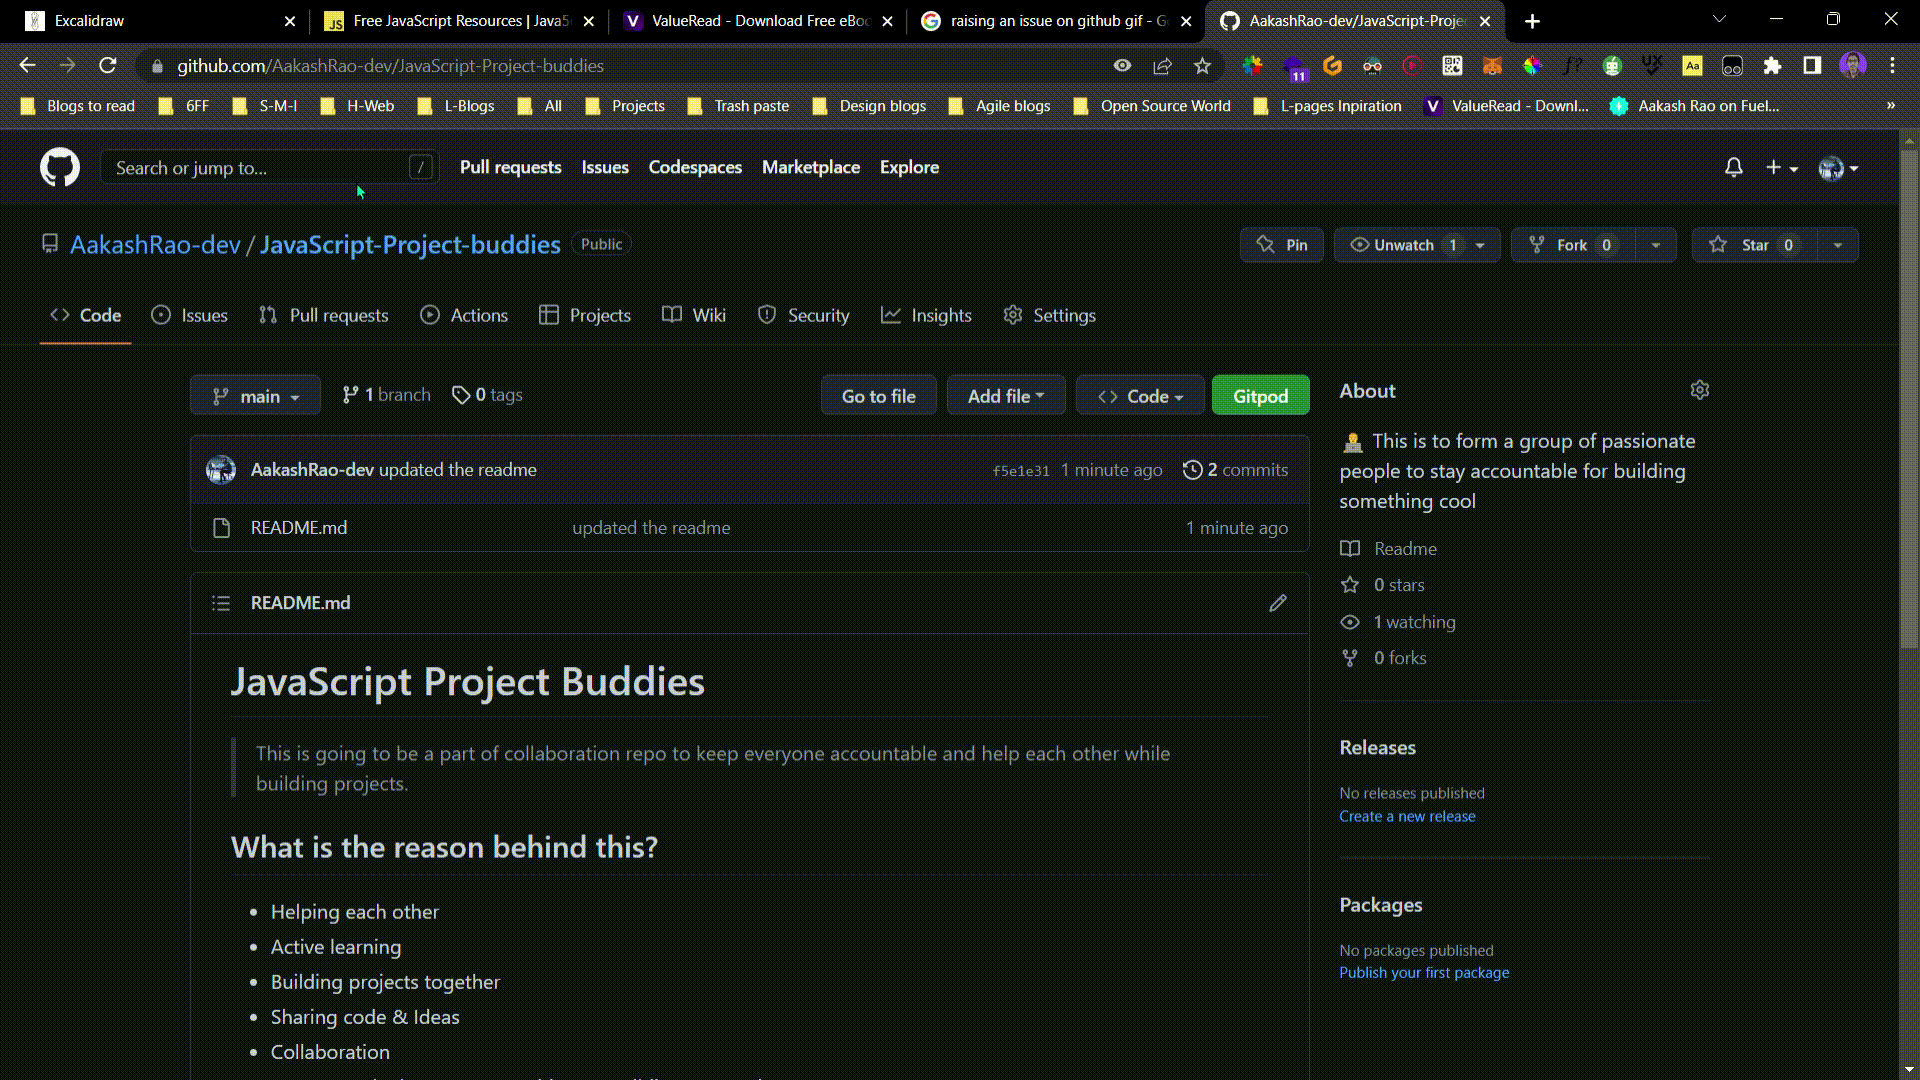 Excalidraw
Free JavaScript Resources | Java
ValueRead - Download Free eBoo
raising an issue on github gif - G
AakashRao-dev/JavaScript-Projec
github.com/AakashRao-dev/JavaScript-Project-buddies
11
f?
UX
Aa
Blogs to read
6FF
S-M-I
H-Web
L-Blogs
All
Projects
Trash paste
Design blogs
Agile blogs
Open Source World
L-pages Inpiration
ValueRead - Downl...
Aakash Rao on Fuel...
»
Search or jump to...
/
Pull requests
Issues
Codespaces
Marketplace
Explore
AakashRao-dev / JavaScript-Project-buddies
Public
Pin
Unwatch 1
Fork 0
Star 0
Code
Issues
Pull requests
Actions
Projects
Wiki
Security
Insights
Settings
main
1 branch
0 tags
Go to file
Add file
Code
Gitpod
AakashRao-dev updated the readme
f5e1e31 1 minute ago
2 commits
README.md
updated the readme
1 minute ago
README.md
JavaScript Project Buddies
This is going to be a part of collaboration repo to keep everyone accountable and help each other while
building projects.
What is the reason behind this?
• Helping each other
• Active learning
• Building projects together
• Sharing code & Ideas
• Collaboration
About
This is to form a group of passionate
people to stay accountable for building
something cool
Readme
0 stars
1 watching
0 forks
Releases
No releases published
Create a new release
Packages
No packages published
Publish your first package